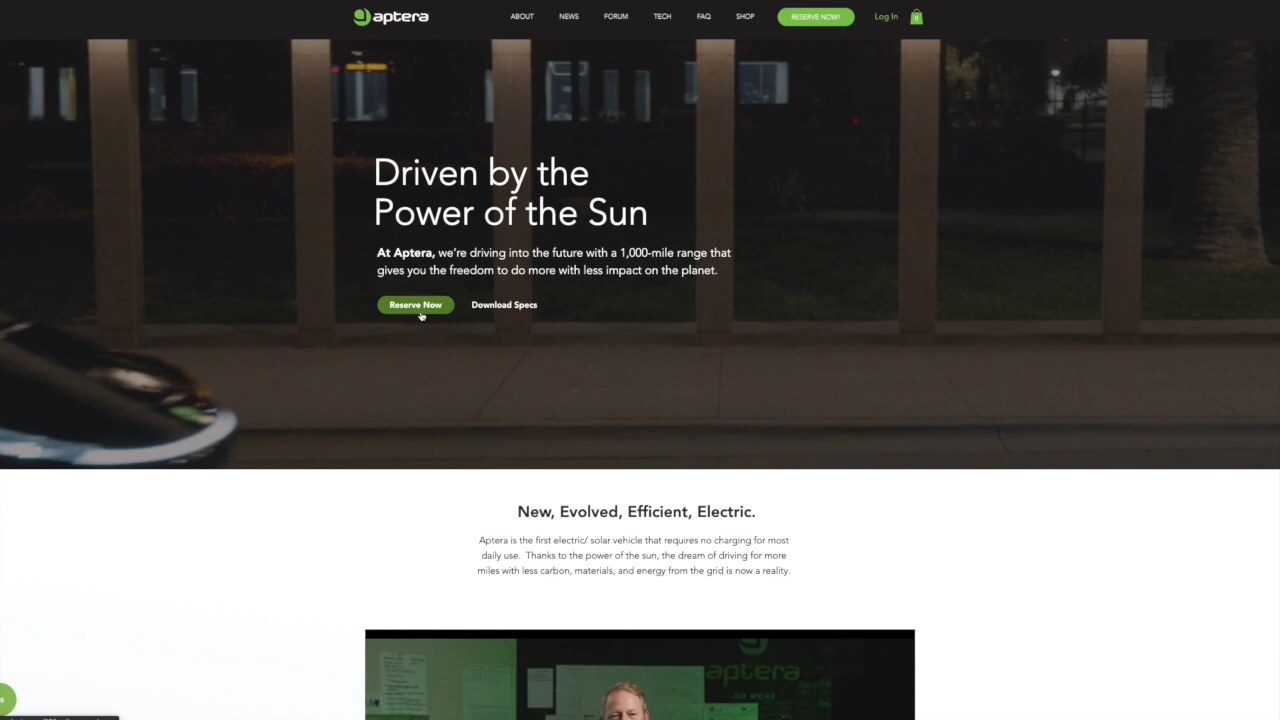 aptera
ABOUT NEWS FORUM TECH FAQ SHOP RESERVE NOW! Log In 0
Driven by the
Power of the Sun
At Aptera, we're driving into the future with a 1,000-mile range that
gives you the freedom to do more with less impact on the planet.
Reserve Now Download Specs
New, Evolved, Efficient, Electric.
Aptera is the first electric/ solar vehicle that requires no charging for most
daily use. Thanks to the power of the sun, the dream of driving for more
miles with less carbon, materials, and energy from the grid is now a reality.
aptera
DO MORE
s